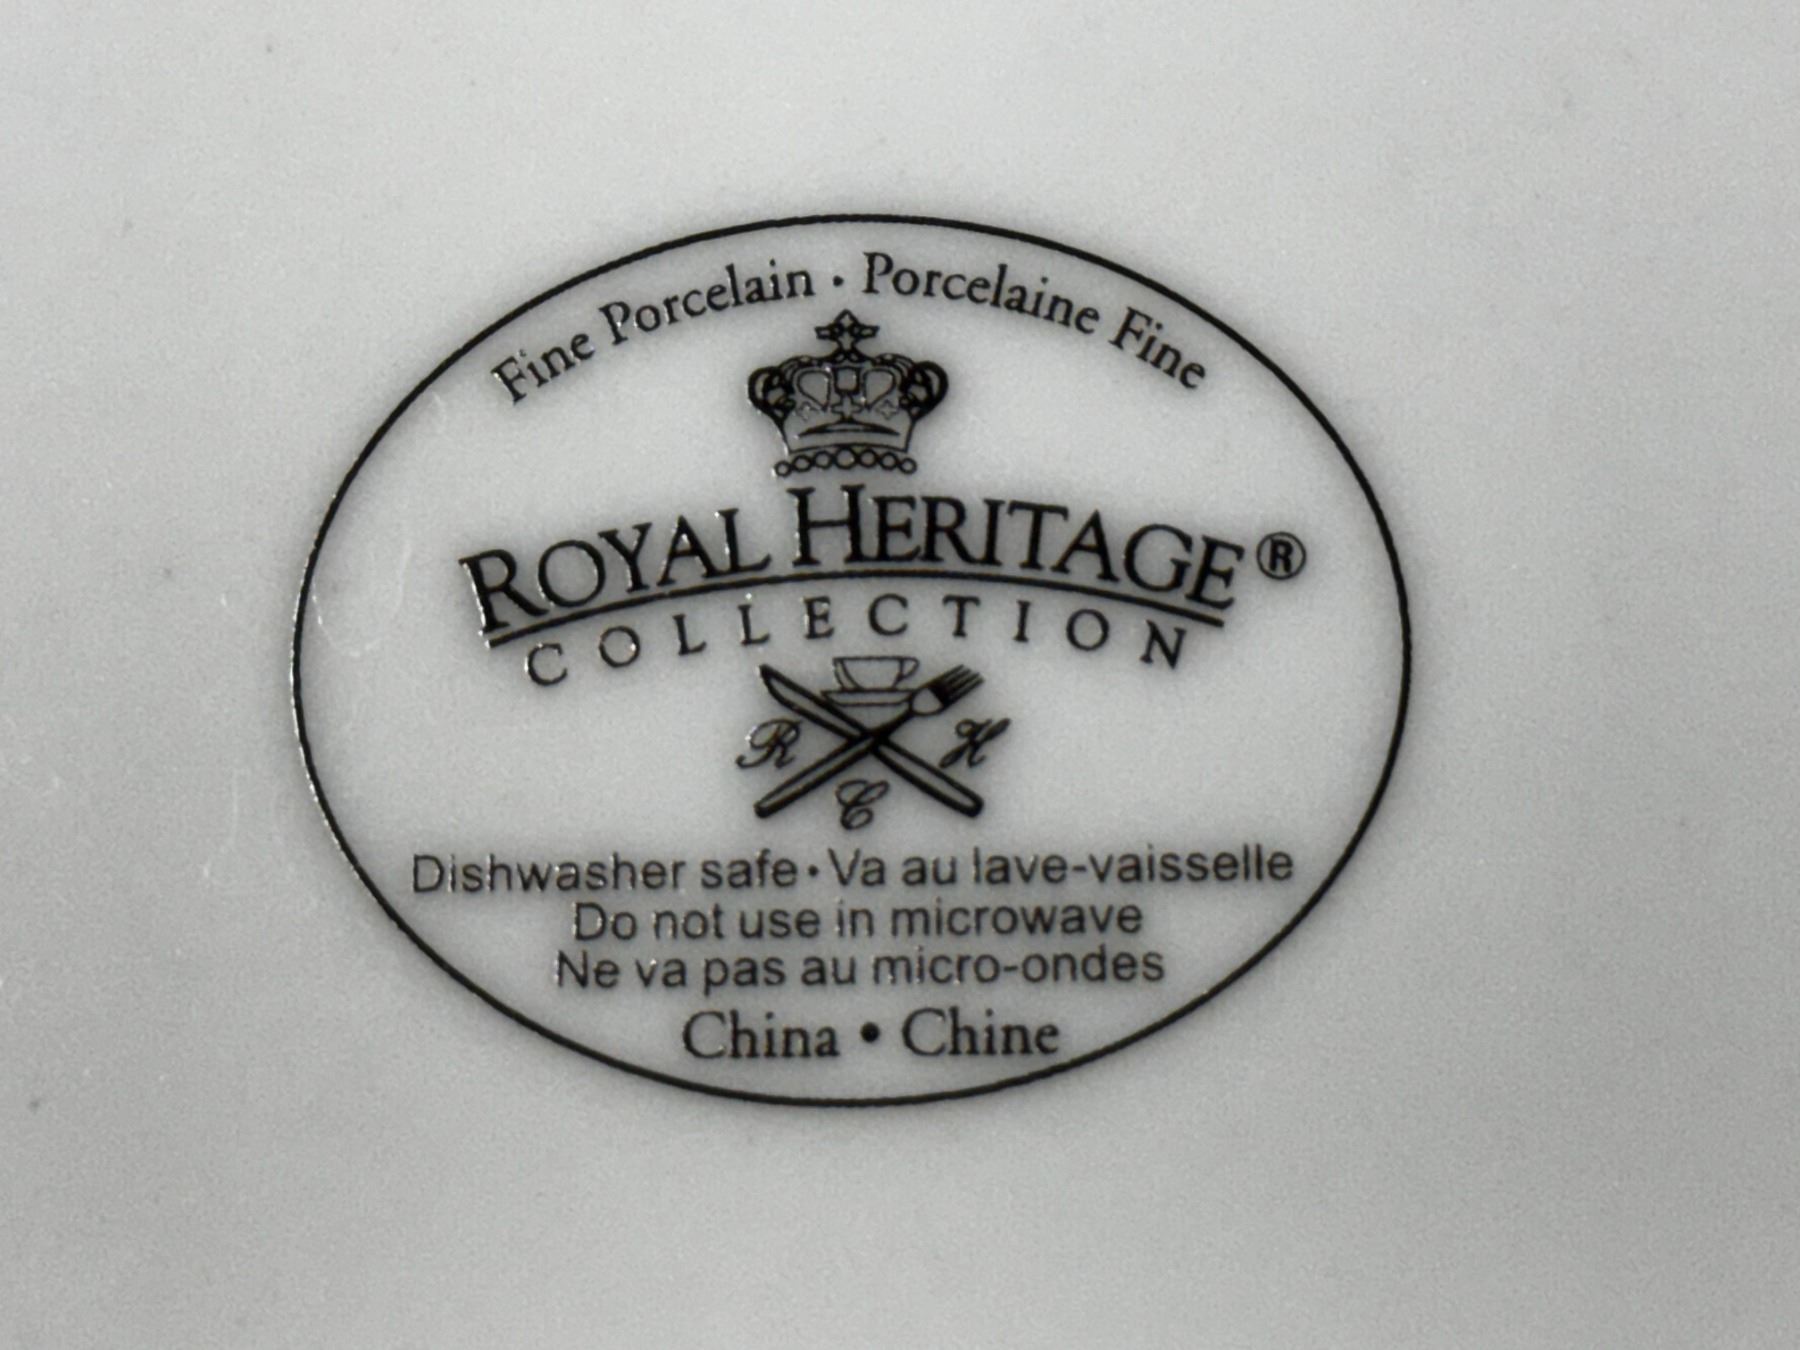 Fine Porcelain · Porcelaine Fine
ROYAL HERITAGE®
COLLECTION
R H
C
Dishwasher safe · Va au lave-vaisselle
Do not use in microwave
Ne va pas au micro-ondes
China • Chine